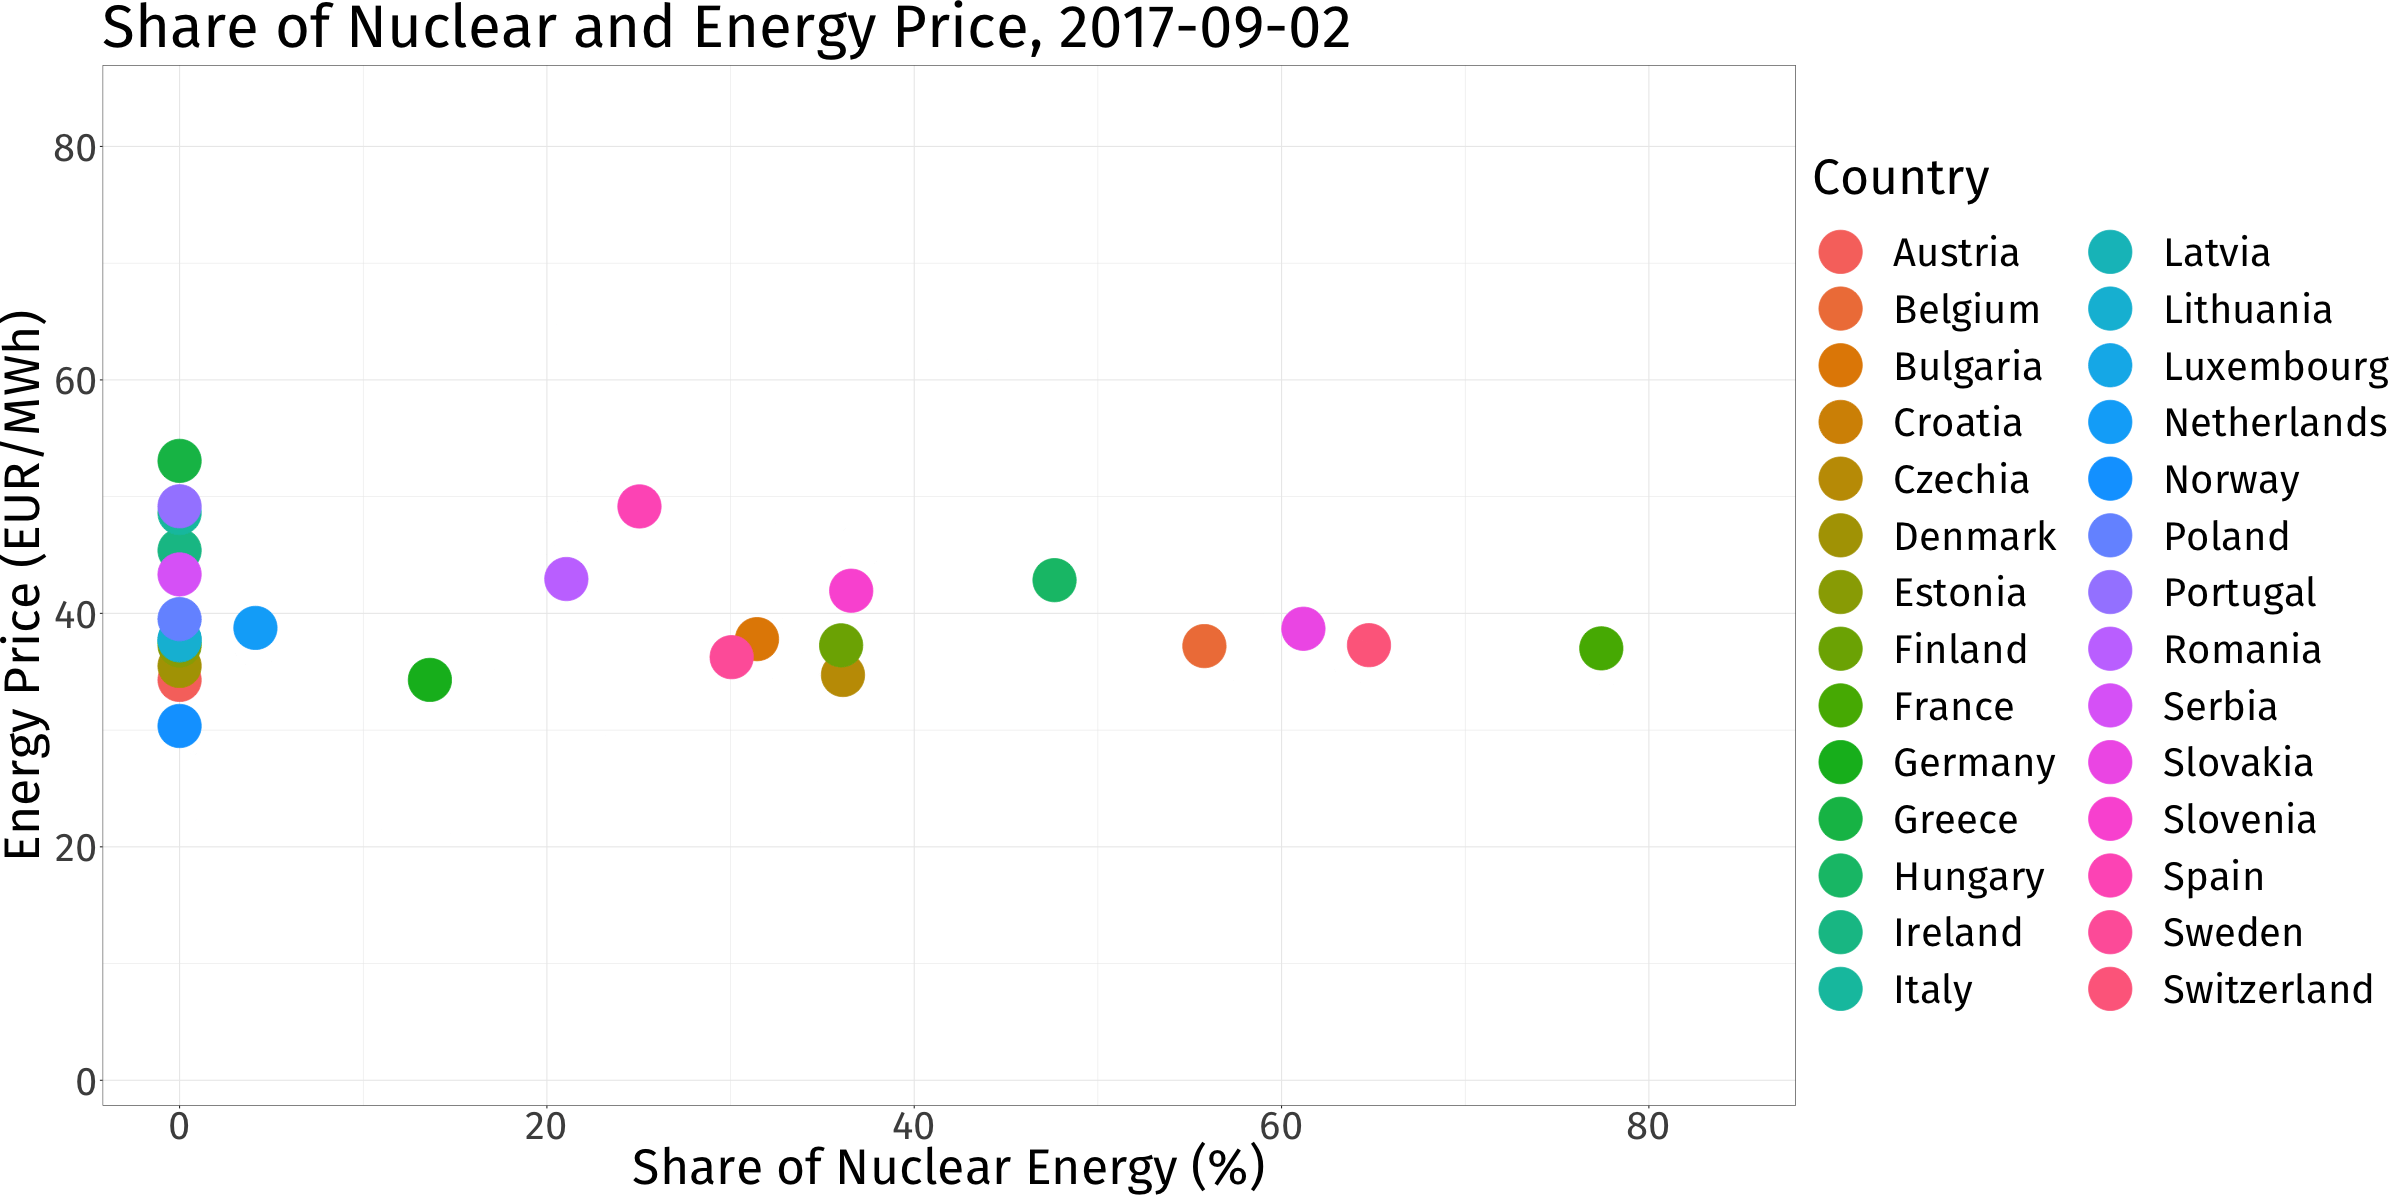 Share of Nuclear and Energy Price, 2017-09-02
Energy Price (EUR/MWh)
80
60
40
20
0
0 20 40 60 80
Share of Nuclear Energy (%)
Country
Austria
Belgium
Bulgaria
Croatia
Czechia
Denmark
Estonia
Finland
France
Germany
Greece
Hungary
Ireland
Italy
Latvia
Lithuania
Luxembourg
Netherlands
Norway
Poland
Portugal
Romania
Serbia
Slovakia
Slovenia
Spain
Sweden
Switzerland